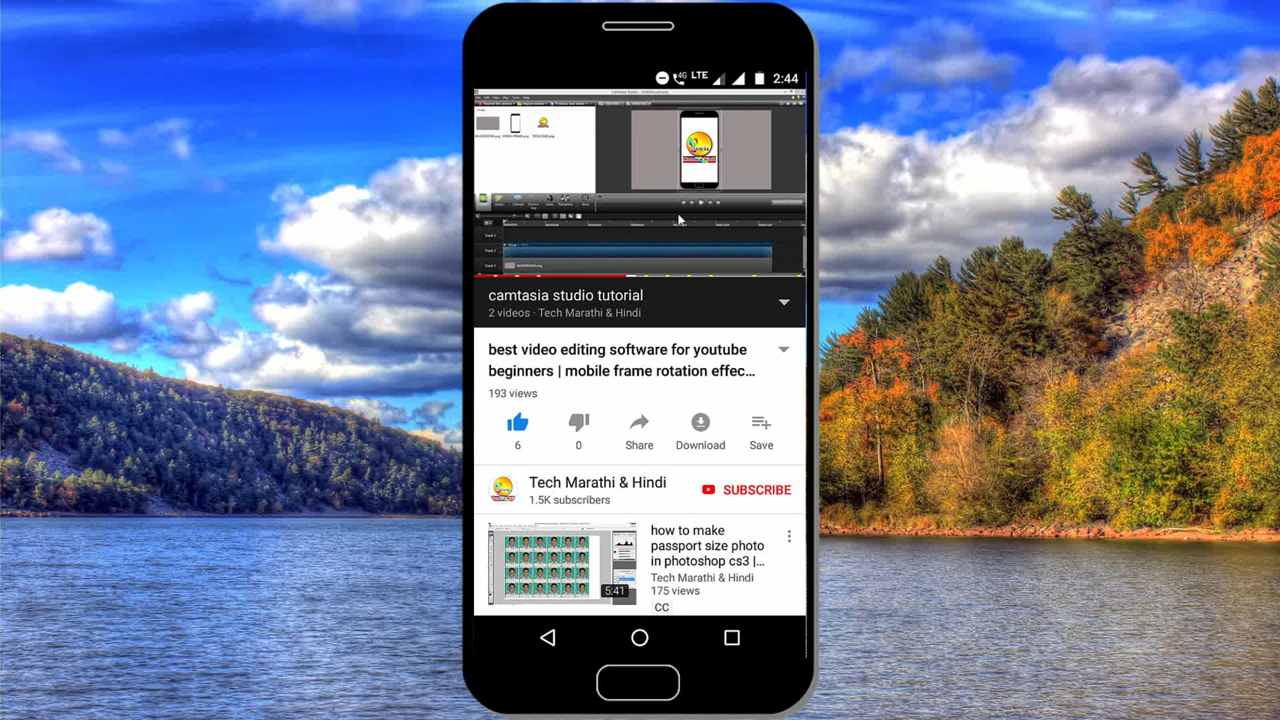 4G LTE 2:44
camtasia studio tutorial
2 videos · Tech Marathi & Hindi
best video editing software for youtube
beginners | mobile frame rotation effec...
193 views
6
0
Share
Download
Save
Tech Marathi & Hindi
1.5K subscribers
SUBSCRIBE
how to make
passport size photo
in photoshop cs3 |...
Tech Marathi & Hindi
175 views
CC
5:41